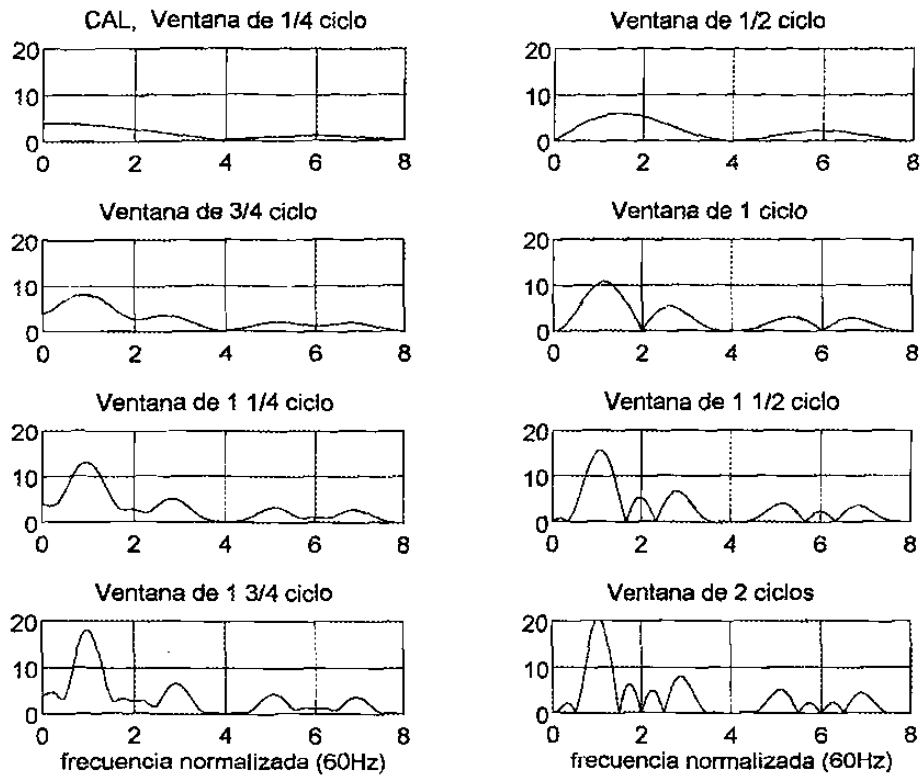 CAL, Ventana de 1/4 ciclo
20
10
0
0 2 4 6 8
Ventana de 1/2 ciclo
20
10
0
0 2 4 6 8
Ventana de 3/4 ciclo
20
10
0
0 2 4 6 8
Ventana de 1 ciclo
20
10
0
0 2 4 6 8
Ventana de 1 1/4 ciclo
20
10
0
0 2 4 6 8
Ventana de 1 1/2 ciclo
20
10
0
0 2 4 6 8
Ventana de 1 3/4 ciclo
20
10
0
0 2 4 6 8
frecuencia normalizada (60Hz)
Ventana de 2 ciclos
20
10
0
0 2 4 6 8
frecuencia normalizada (60Hz)